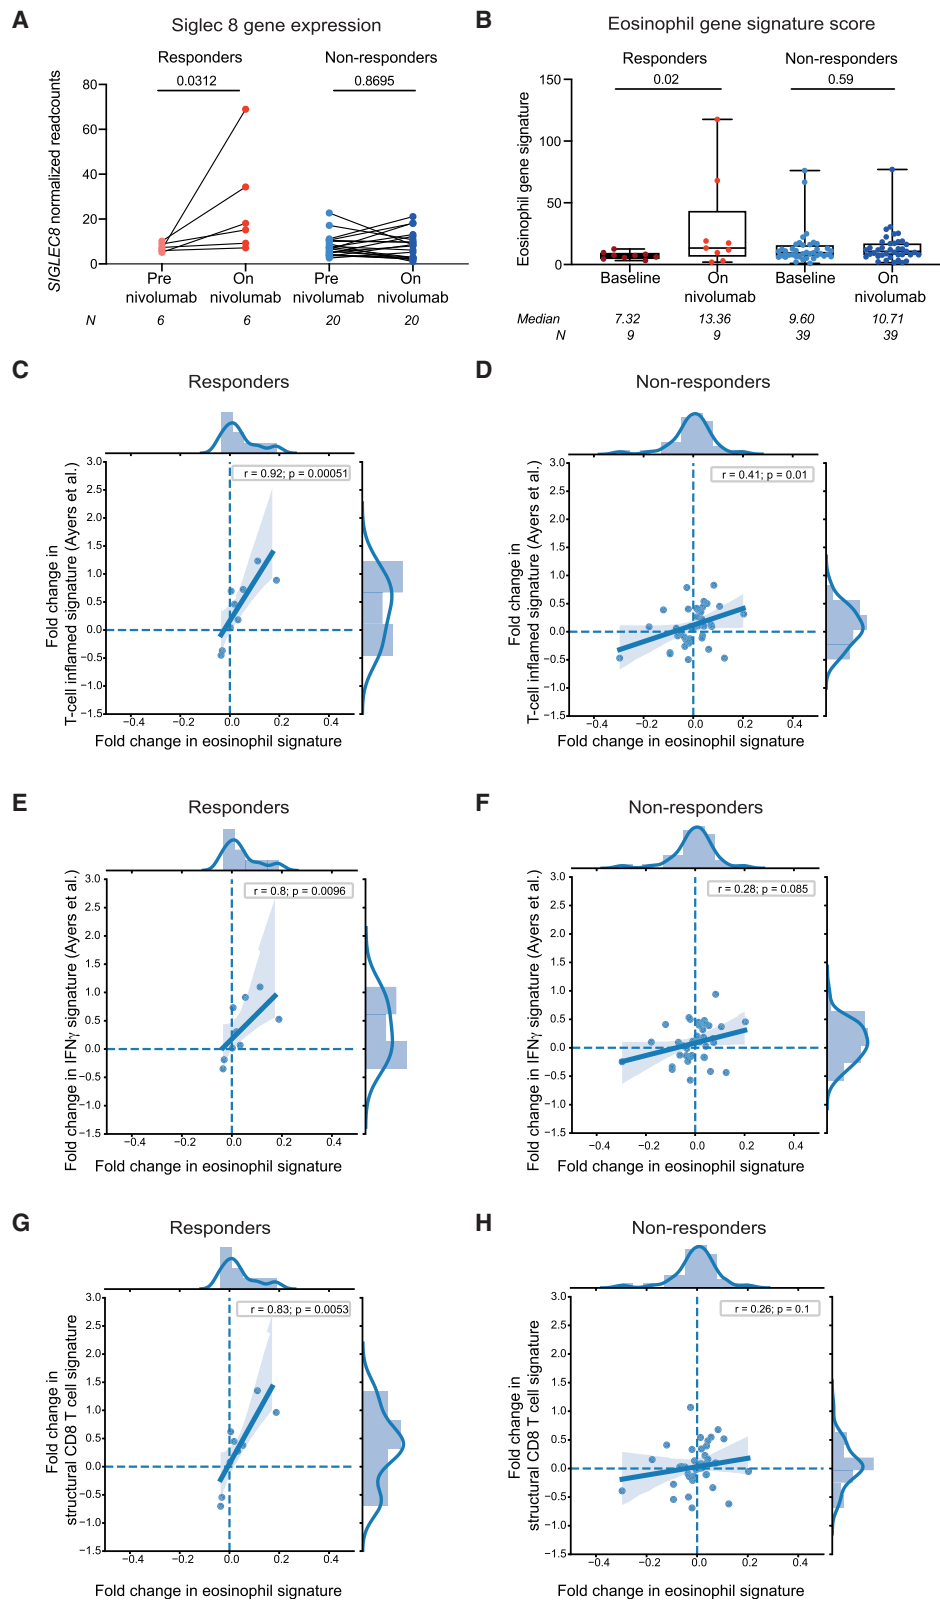 A
Siglec 8 gene expression
Responders
Non-responders
0.0312
0.8695
SIGLEC8 normalized readcounts
80
60
40
20
0
Pre nivolumab
On nivolumab
Pre nivolumab
On nivolumab
N 6 6 20 20
B
Eosinophil gene signature score
Responders
Non-responders
0.02
0.59
Eosinophil gene signature
150
100
50
0
Baseline
On nivolumab
Baseline
On nivolumab
Median 7.32 13.36 9.60 10.71
N 9 9 39 39
C
Responders
r = 0.92; p = 0.00051
Fold change in
T-cell inflamed signature (Ayers et al.)
3.0
2.5
2.0
1.5
1.0
0.5
0.0
−0.5
−1.0
−1.5
−0.4 −0.2 0.0 0.2 0.4
Fold change in eosinophil signature
D
Non-responders
r = 0.41; p = 0.01
Fold change in
T-cell inflamed signature (Ayers et al.)
3.0
2.5
2.0
1.5
1.0
0.5
0.0
−0.5
−1.0
−1.5
−0.4 −0.2 0.0 0.2 0.4
Fold change in eosinophil signature
E
Responders
r = 0.8; p = 0.0096
Fold change in IFNγ signature (Ayers et al.)
3.0
2.5
2.0
1.5
1.0
0.5
0.0
−0.5
−1.0
−1.5
−0.4 −0.2 0.0 0.2 0.4
Fold change in eosinophil signature
F
Non-responders
r = 0.28; p = 0.085
Fold change in IFNγ signature (Ayers et al.)
3.0
2.5
2.0
1.5
1.0
0.5
0.0
−0.5
−1.0
−1.5
−0.4 −0.2 0.0 0.2 0.4
Fold change in eosinophil signature
G
Responders
r = 0.83; p = 0.0053
Fold change in
structural CD8 T cell signature
3.0
2.5
2.0
1.5
1.0
0.5
0.0
−0.5
−1.0
−1.5
−0.4 −0.2 0.0 0.2 0.4
Fold change in eosinophil signature
H
Non-responders
r = 0.26; p = 0.1
Fold change in
structural CD8 T cell signature
3.0
2.5
2.0
1.5
1.0
0.5
0.0
−0.5
−1.0
−1.5
−0.4 −0.2 0.0 0.2 0.4
Fold change in eosinophil signature